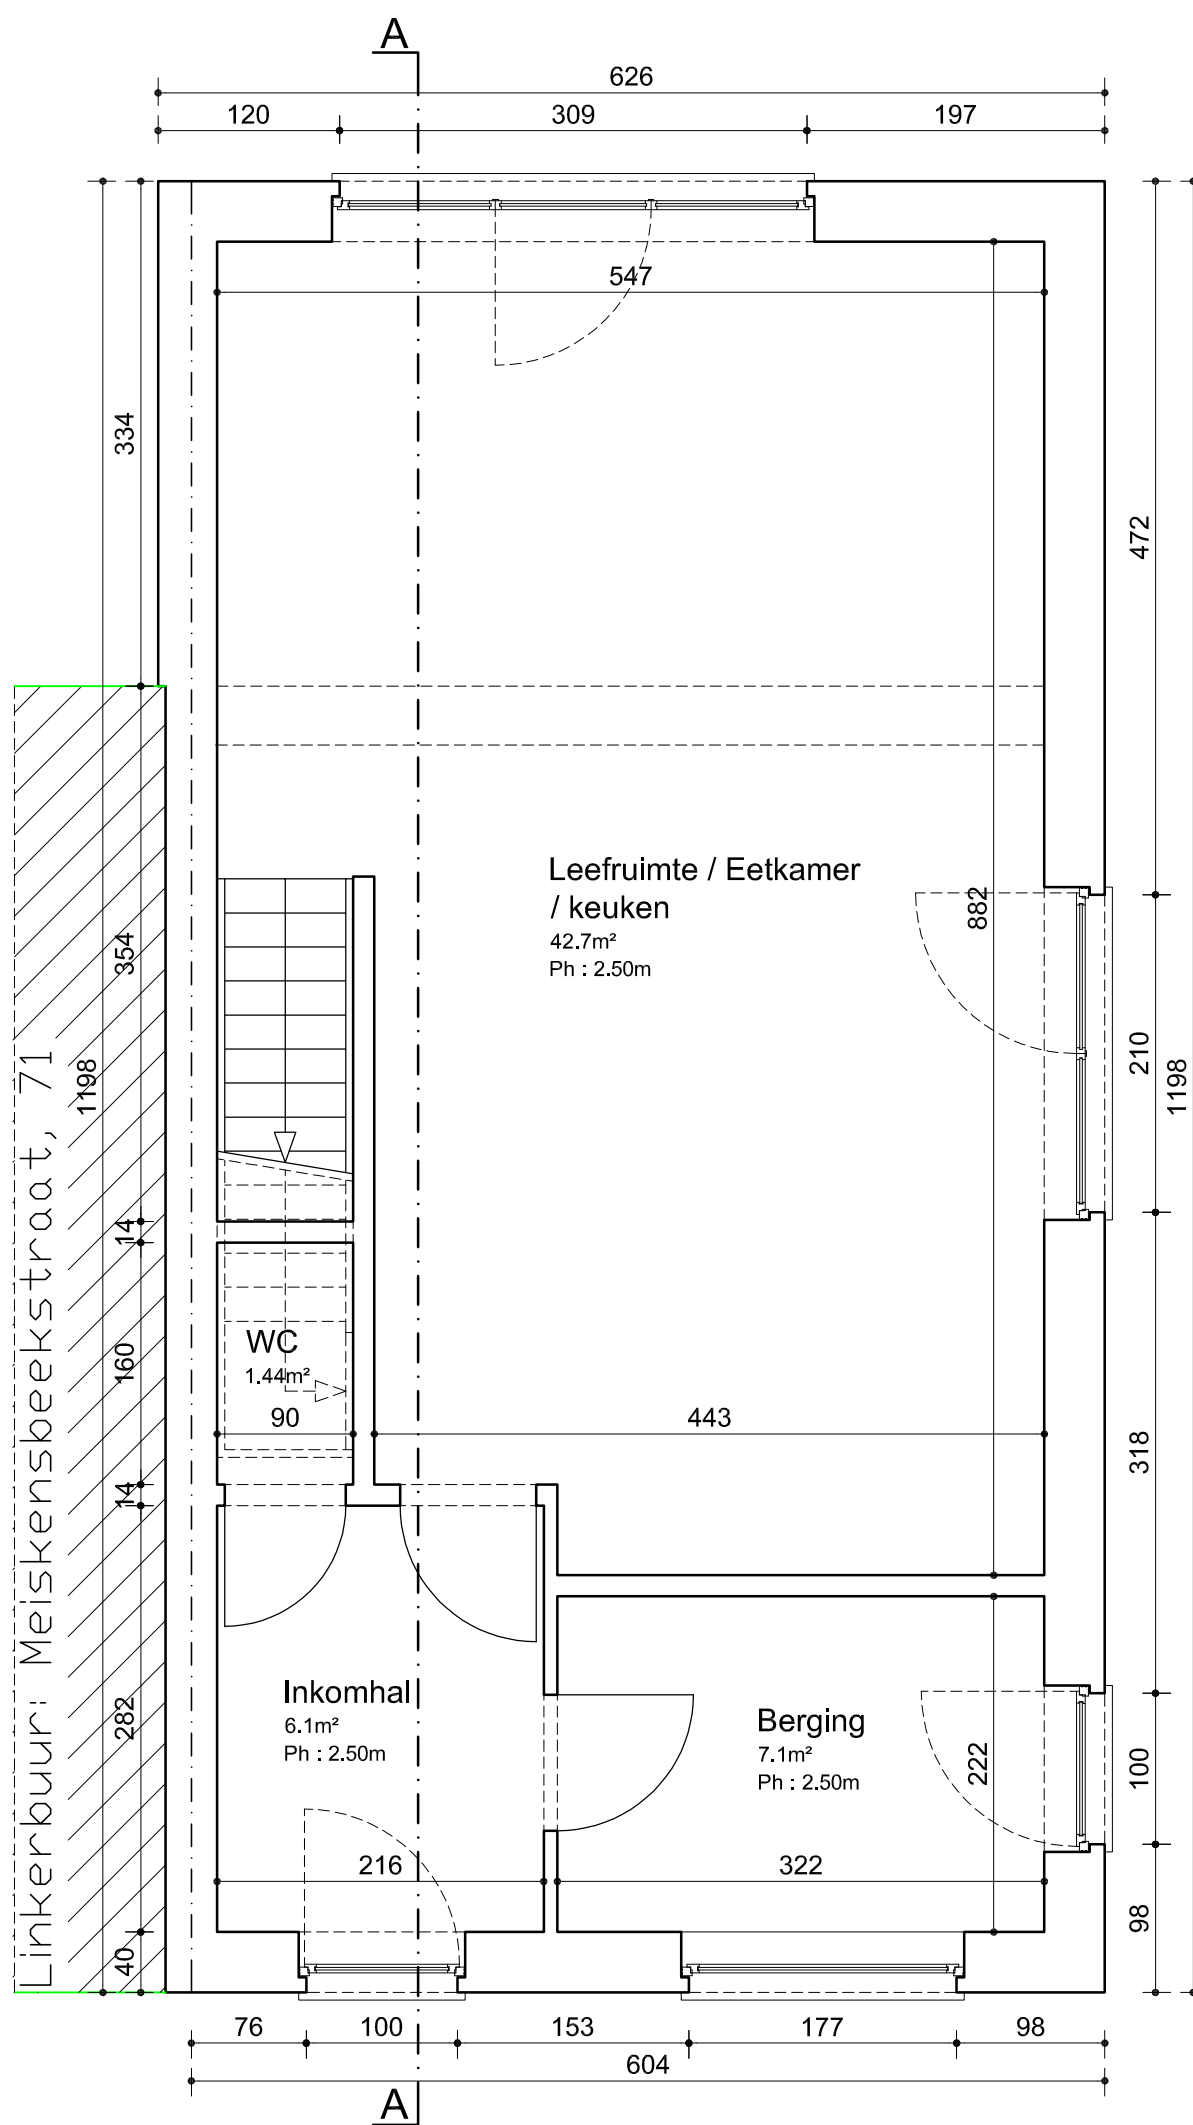 A
626
120 309 197
547
334
472
Leefruimte / Eetkamer
/ keuken
42.7m²
Ph : 2.50m
882
354
210
1198
1198
Linkerbuur: Meiskensbeekstraat, 71
14
WC
1.44m²
160
90
443
318
14
Inkomhal
6.1m²
Ph : 2.50m
282
Berging
7.1m²
Ph : 2.50m
222
100
216
322
98
40
76 100 153 177 98
604
A